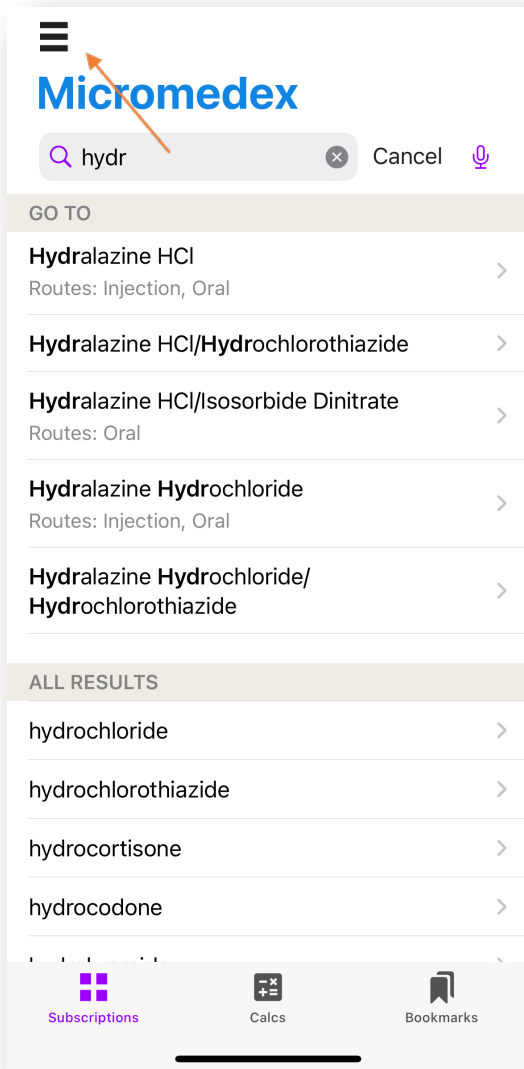 Micromedex
hydr
Cancel
GO TO
Hydralazine HCl
Routes: Injection, Oral
Hydralazine HCl/Hydrochlorothiazide
Hydralazine HCl/Isosorbide Dinitrate
Routes: Oral
Hydralazine Hydrochloride
Routes: Injection, Oral
Hydralazine Hydrochloride/
Hydrochlorothiazide
ALL RESULTS
hydrochloride
hydrochlorothiazide
hydrocortisone
hydrocodone
Subscriptions
Calcs
Bookmarks